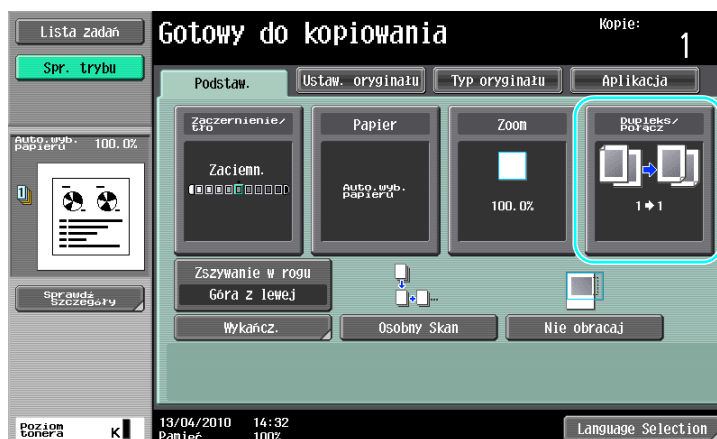 Lista zadań
Gotowy do kopiowania
Kopie:
1
Spr. trybu
Podstaw.
Ustaw. oryginału
Typ oryginału
Aplikacja
Auto.wyb.
papieru
100.0%
1
Zaczernienie/
tło
Zaciemn.
Papier
Auto.wyb.
papieru
Zoom
100.0%
Dupleks/
Połącz
1 → 1
Sprawdź
Szczegóły
Zszywanie w rogu
Góra z lewej
Wykańcz.
Osobny Skan
Nie obracaj
Poziom
tonera
K
13/04/2010 14:32
Pamięć 100%
Language Selection